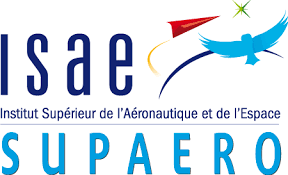 isae
Institut Supérieur de l'Aéronautique et de l'Espace
SUPAERO